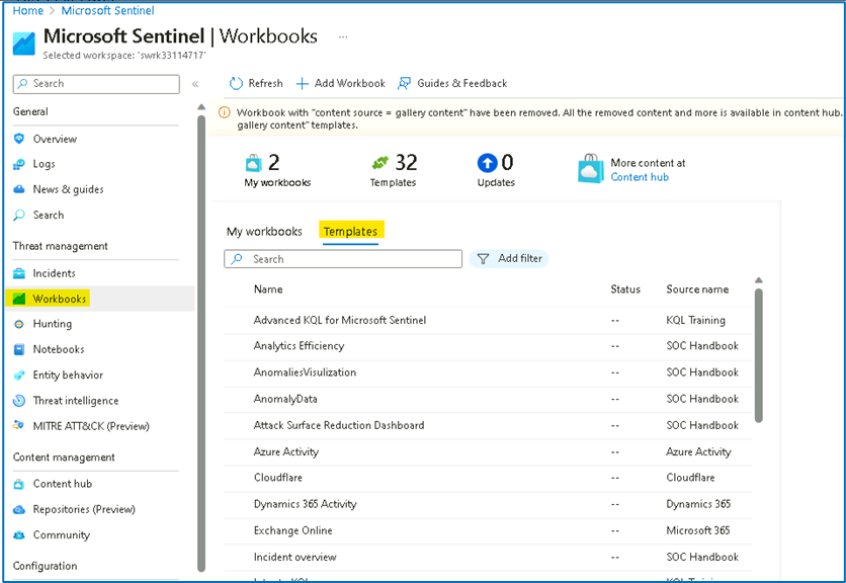 Home > Microsoft Sentinel
Microsoft Sentinel | Workbooks ...
Selected workspace: 'swrk33114717'
Search «
Refresh + Add Workbook Guides & Feedback
General
Overview
Logs
News & guides
Search
Threat management
Incidents
Workbooks
Hunting
Notebooks
Entity behavior
Threat intelligence
MITRE ATT&CK (Preview)
Content management
Content hub
Repositories (Preview)
Community
Configuration
Workbook with "content source = gallery content" have been removed. All the removed content and more is available in content hub.
gallery content" templates.
2
My workbooks
32
Templates
0
Updates
More content at
Content hub
My workbooks Templates
Search Add filter
Name Status Source name
Advanced KQL for Microsoft Sentinel -- KQL Training
Analytics Efficiency -- SOC Handbook
AnomaliesVisulization -- SOC Handbook
AnomalyData -- SOC Handbook
Attack Surface Reduction Dashboard -- SOC Handbook
Azure Activity -- Azure Activity
Cloudflare -- Cloudflare
Dynamics 365 Activity -- Dynamics 365
Exchange Online -- Microsoft 365
Incident overview -- SOC Handbook